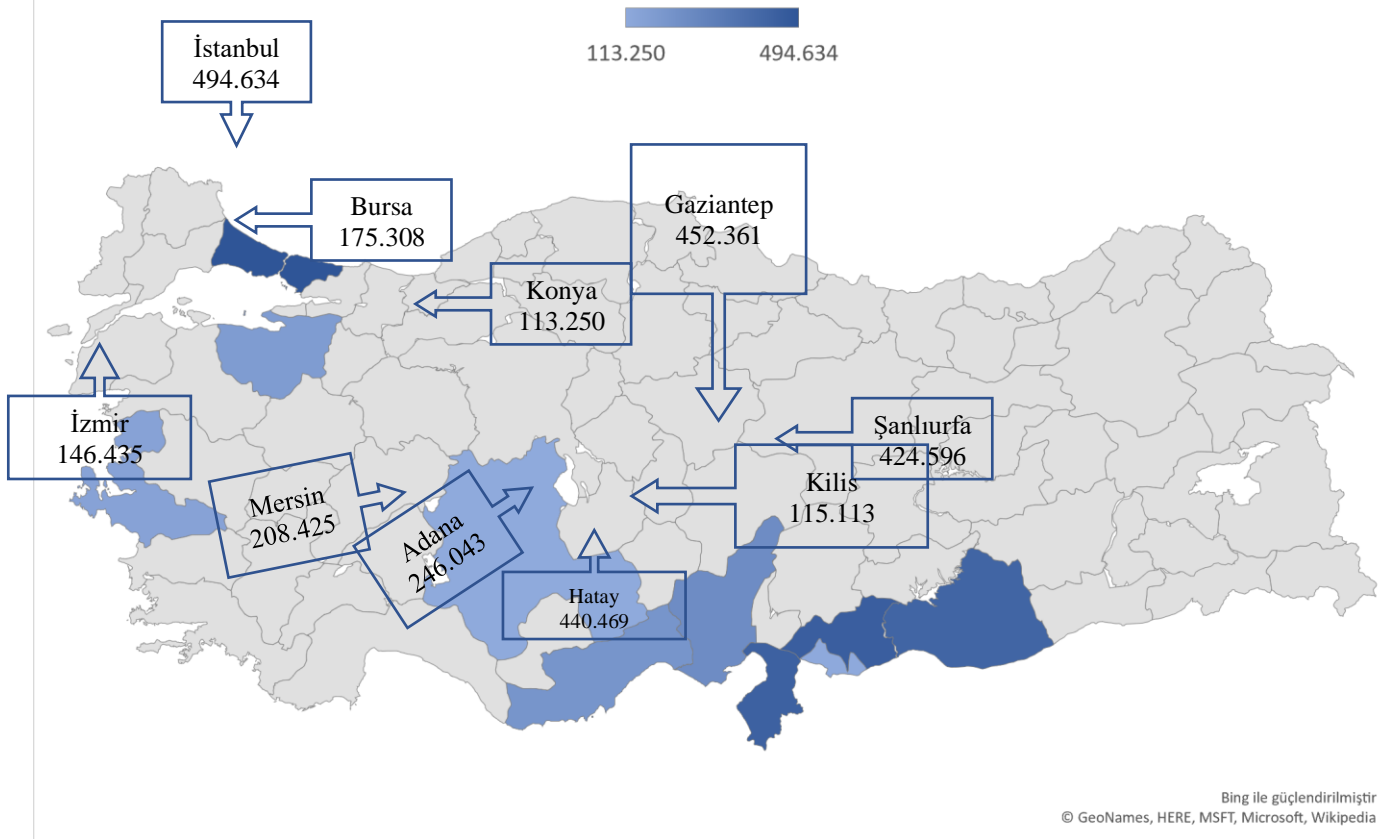 113.250 494.634
İstanbul
494.634
Bursa
175.308
Gaziantep
452.361
Konya
113.250
İzmir
146.435
Şanlıurfa
424.596
Mersin
208.425
Adana
246.043
Kilis
115.113
Hatay
440.469
Bing ile güçlendirilmiştir
© GeoNames, HERE, MSFT, Microsoft, Wikipedia